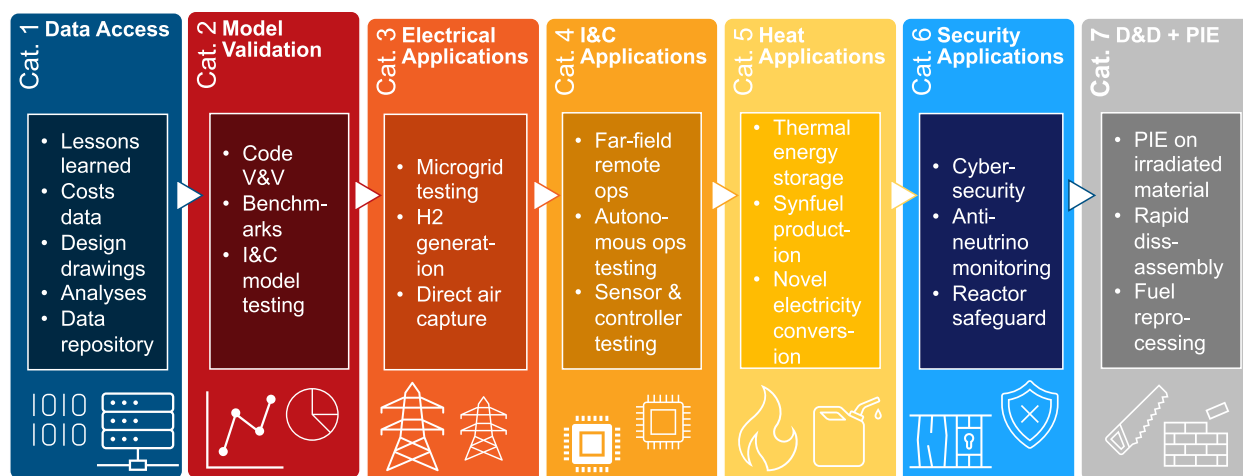 Cat. 1
Data Access
• Lessons
learned
• Costs
data
• Design
drawings
• Analyses
• Data
repository
1010
1010
Cat. 2
Model
Validation
• Code
V&V
• Benchm-
arks
• I&C
model
testing
Cat. 3
Electrical
Applications
• Microgrid
testing
• H2
generat-
ion
• Direct air
capture
Cat. 4
I&C
Applications
• Far-field
remote
ops
• Autono-
mous ops
testing
• Sensor &
controller
testing
Cat. 5
Heat
Applications
• Thermal
energy
storage
• Synfuel
product-
ion
• Novel
electricity
convers-
ion
Cat. 6
Security
Applications
• Cyber-
security
• Anti-
neutrino
monitoring
• Reactor
safeguard
Cat. 7
D&D + PIE
• PIE on
irradiated
material
• Rapid
diss-
assembly
• Fuel
repro-
cessing